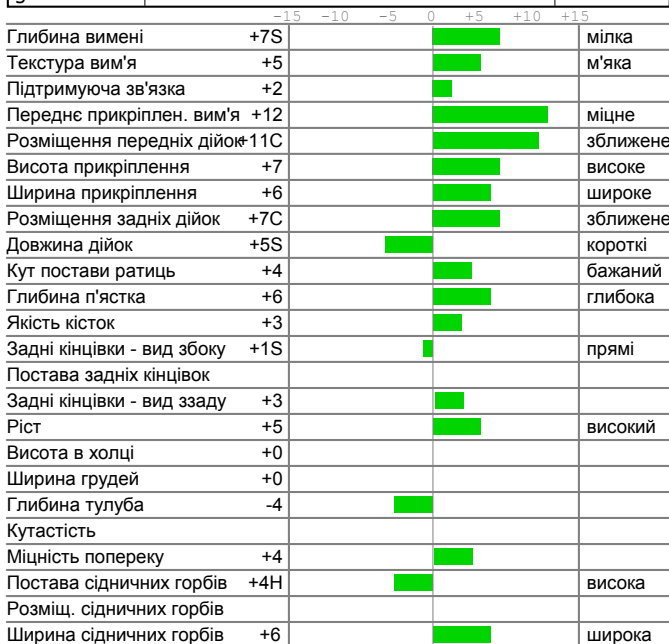 -15 -10 -5 0 +5 +10 +15
Глибина вимені +7S мілка
Текстура вим'я +5 м'яка
Підтримуюча зв'язка +2
Переднє прикріплен. вим'я +12 міцне
Розміщення передніх дійок +11C зближене
Висота прикріплення +7 високе
Ширина прикріплення +6 широке
Розміщення задніх дійок +7C зближене
Довжина дійок +5S короткі
Кут постави ратиць +4 бажаний
Глибина п'ястка +6 глибока
Якість кісток +3
Задні кінцівки - вид збоку +1S прямі
Постава задніх кінцівок
Задні кінцівки - вид ззаду +3
Ріст +5 високий
Висота в холці +0
Ширина грудей +0
Глибина тулуба -4
Кутастість
Міцність попереку +4
Постава сідничних горбів +4H висока
Розміщ. сідничних горбів
Ширина сідничних горбів +6 широка